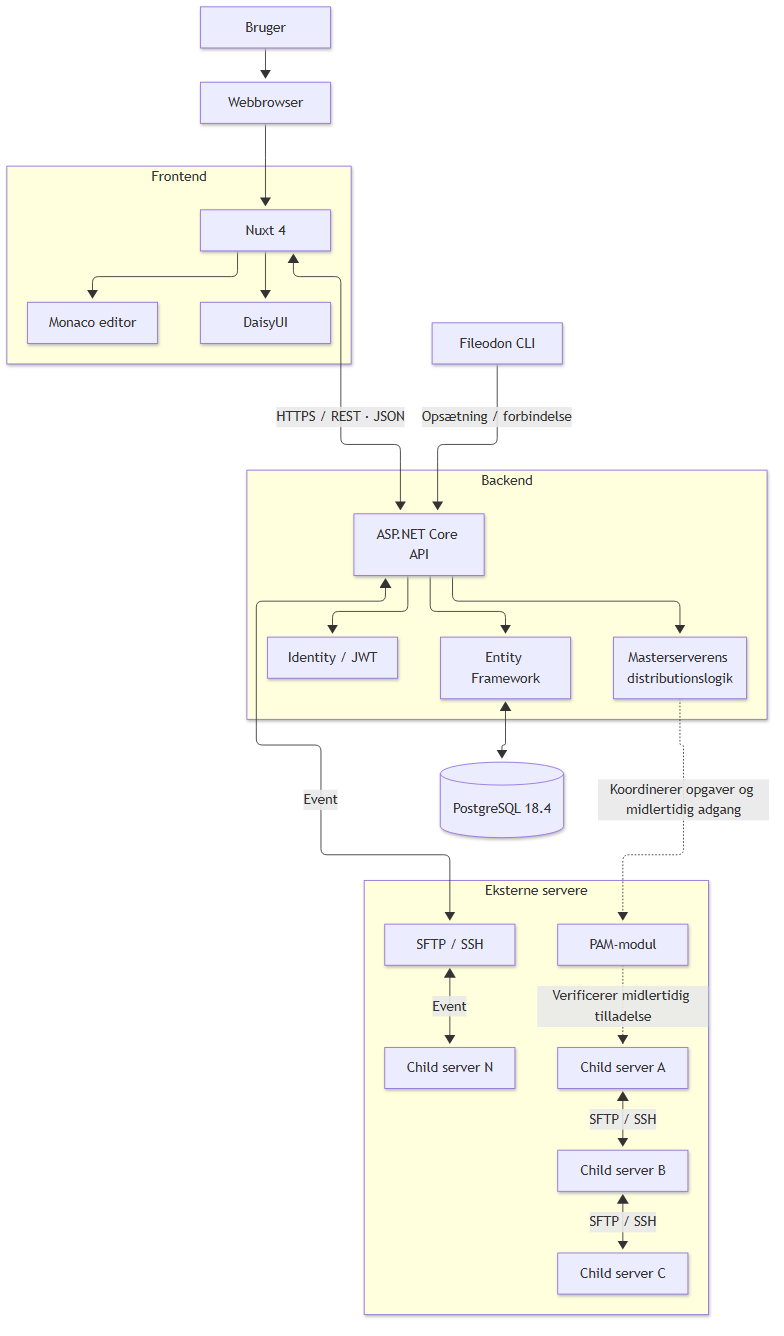 Bruger
Webbrowser
Frontend
Nuxt 4
Monaco editor
DaisyUI
Fileodon CLI
HTTPS / REST · JSON
Opsætning / forbindelse
Backend
ASP.NET Core
API
Identity / JWT
Entity
Framework
Masterserverens
distributionslogik
Event
PostgreSQL 18.4
Koordinerer opgaver og
midlertidig adgang
Eksterne servere
SFTP / SSH
PAM-modul
Event
Verificerer midlertidig
tilladelse
Child server N
Child server A
SFTP / SSH
Child server B
SFTP / SSH
Child server C